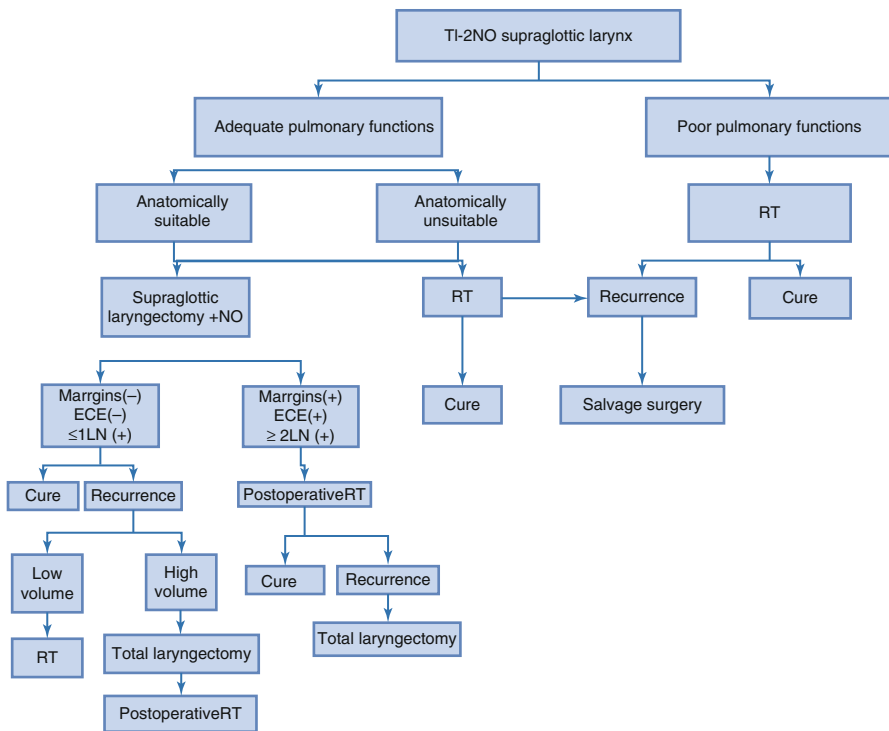 Tl-2NO supraglottic larynx
Adequate pulmonary functions
Poor pulmonary functions
Anatomically
suitable
Anatomically
unsuitable
RT
Supraglottic
laryngectomy +NO
RT
Recurrence
Cure
Marrgins(–)
ECE(–)
≤1LN (+)
Marrgins(+)
ECE(+)
≥ 2LN (+)
Cure
Salvage surgery
Cure
Recurrence
PostoperativeRT
Low
volume
High
volume
Cure
Recurrence
RT
Total laryngectomy
Total laryngectomy
PostoperativeRT